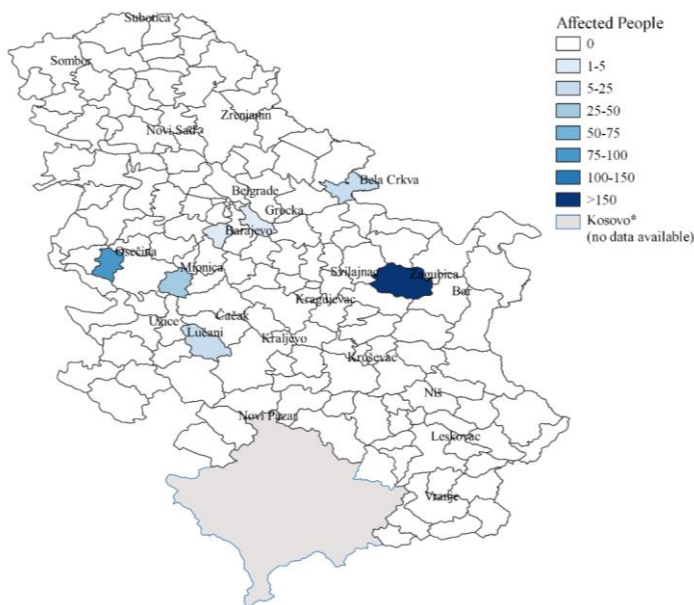 Affected People
0
1-5
5-25
25-50
50-75
75-100
100-150
>150
Kosovo*
(no data available)
Subotica
Sombor
Zrenjanin
Novi Sad
Bela Crkva
Belgrade
Grocka
Barajevo
Osečina
Mionica
Svilajnac
Žagubica
Bor
Kragujevac
Čačak
Užice
Lučani
Kraljevo
Kruševac
Niš
Novi Pazar
Leskovac
Vranje